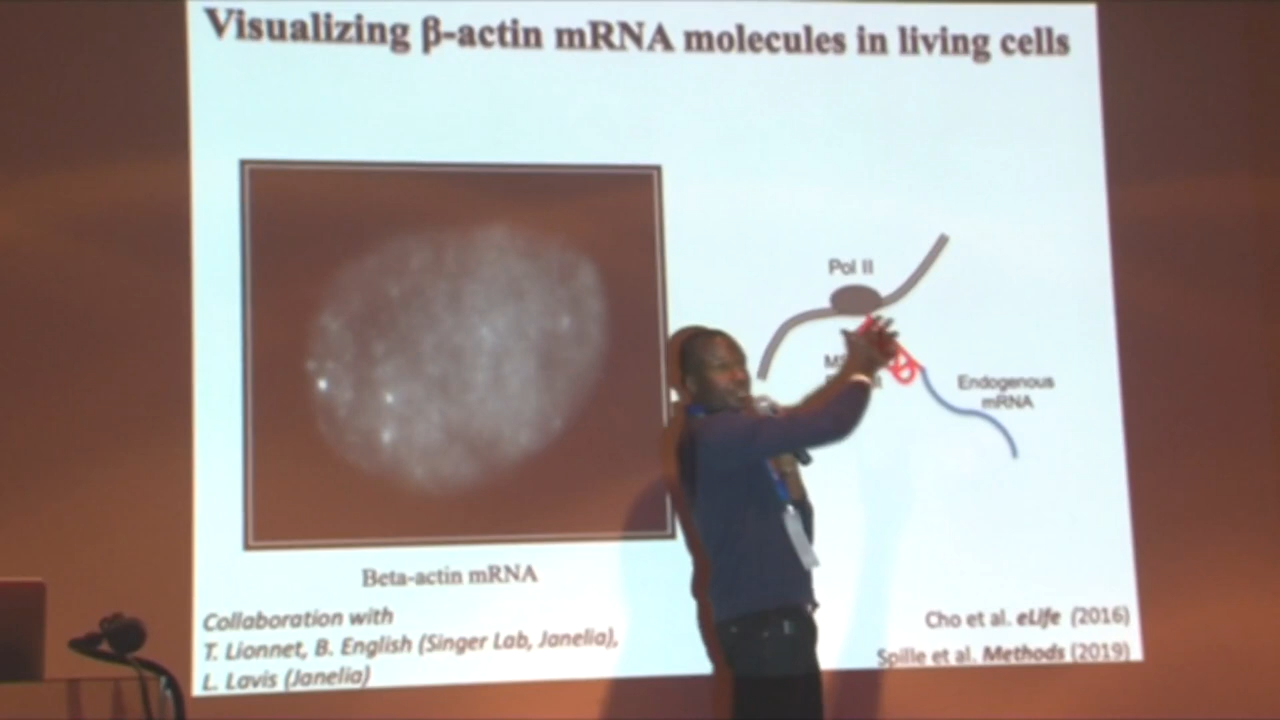 Visualizing β-actin mRNA molecules in living cells
Pol II
Endogenous
mRNA
Beta-actin mRNA
Collaboration with
T. Lionnet, B. English (Singer Lab, Janelia),
L. Lavis (Janelia)
Cho et al. eLife (2016)
Spille et al. Methods (2019)